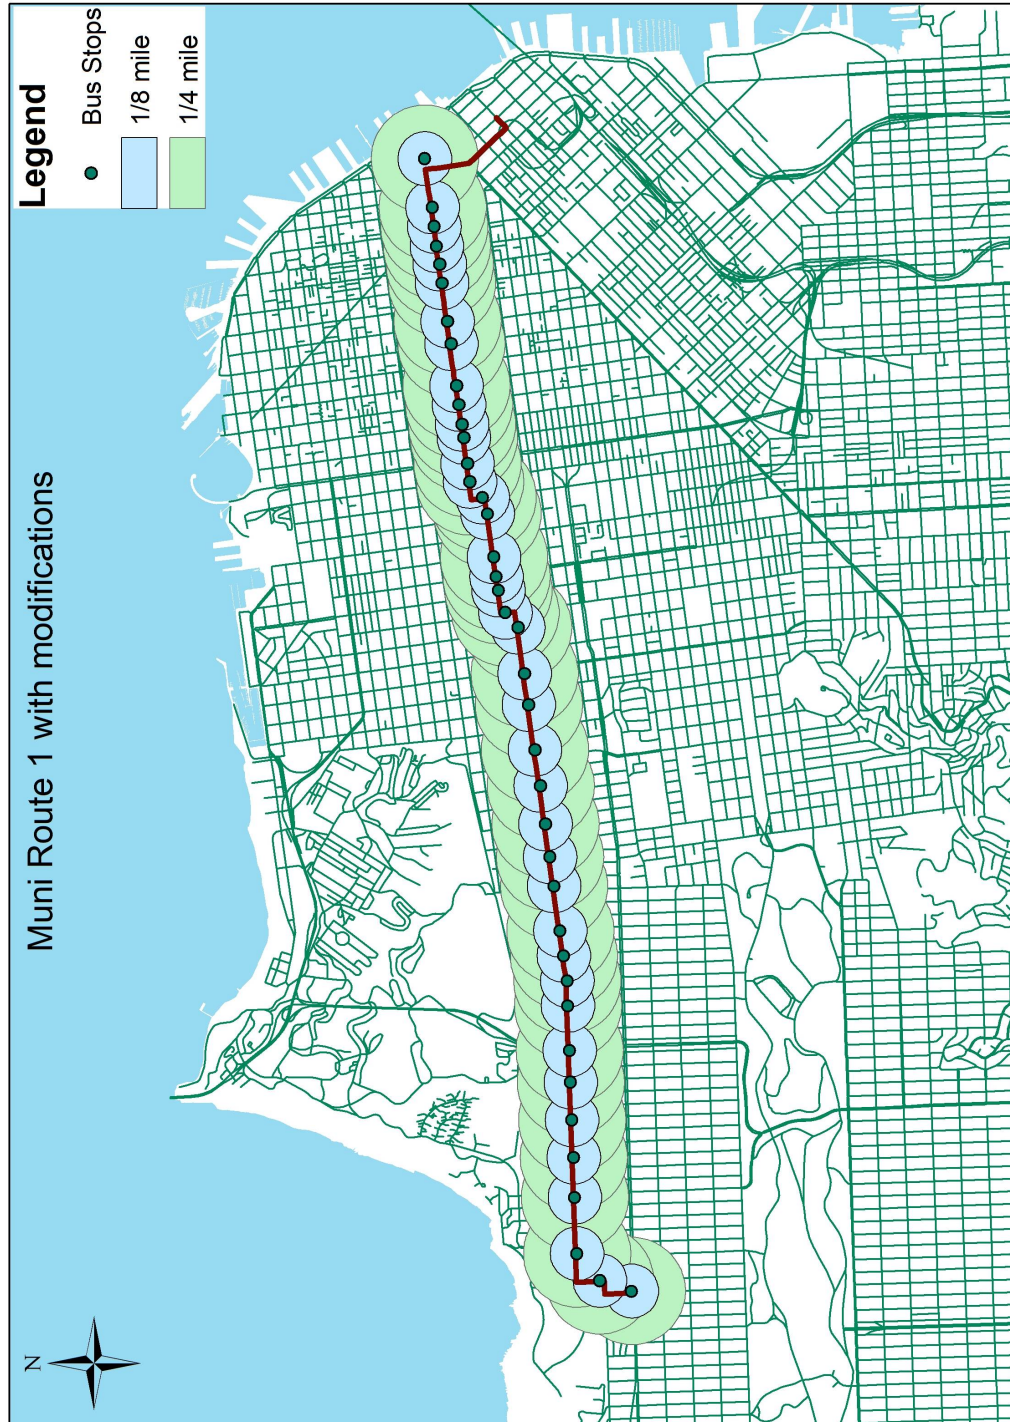 Muni Route 1 with modifications
Legend
Bus Stops
1/8 mile
1/4 mile
N